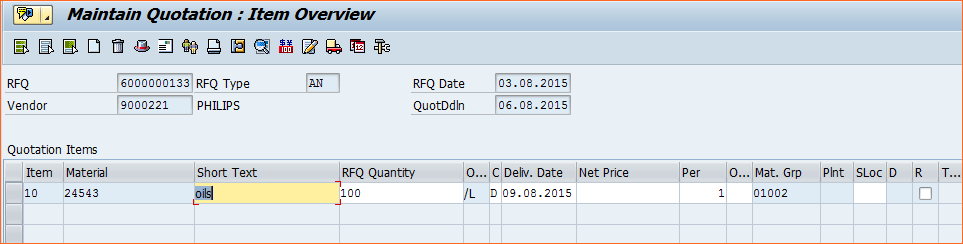 Maintain Quotation : Item Overview
RFQ 6000000133 RFQ Type AN RFQ Date 03.08.2015
Vendor 9000221 PHILIPS QuotDdln 06.08.2015
Quotation Items
Item Material Short Text RFQ Quantity O... C Deliv. Date Net Price Per O... Mat. Grp Plnt SLoc D R T...
10 24543 oils 100 /L D 09.08.2015 1 01002